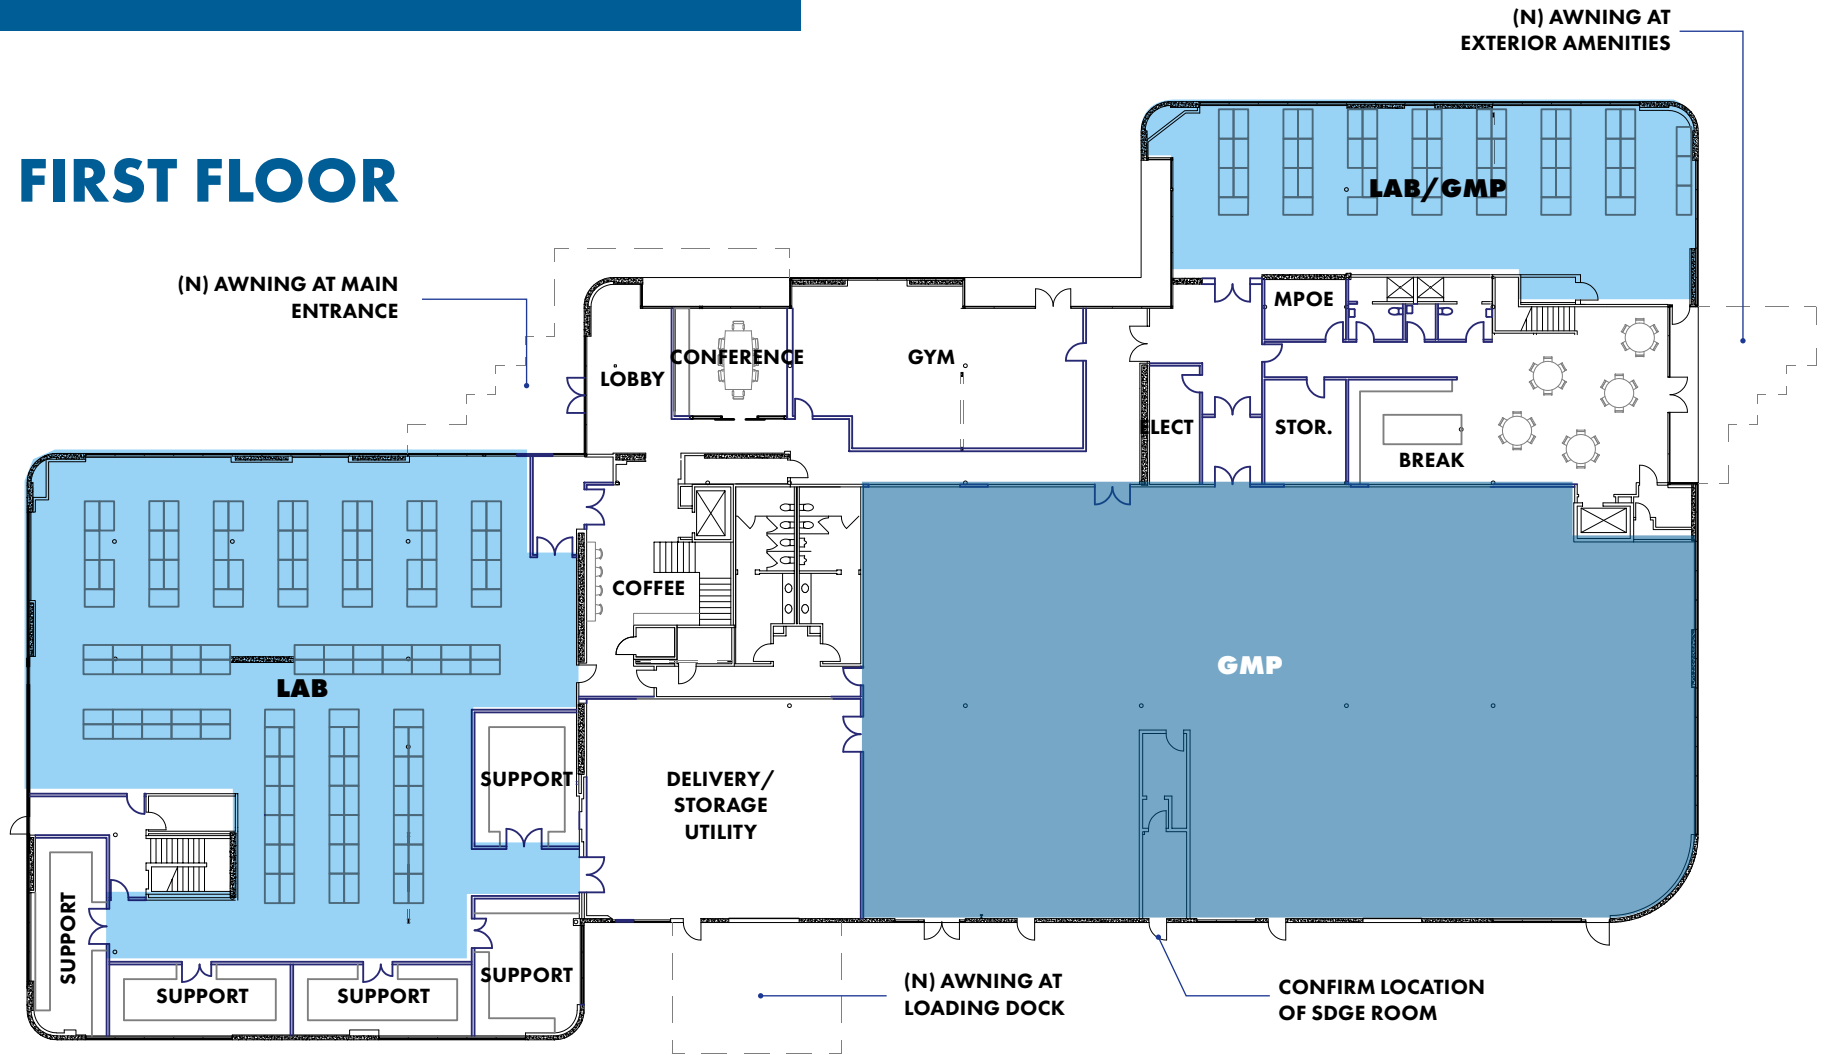 (N) AWNING AT
EXTERIOR AMENITIES
FIRST FLOOR
LAB/GMP
(N) AWNING AT MAIN
ENTRANCE
MPOE
CONFERENCE
GYM
LOBBY
ELECT
STOR.
BREAK
COFFEE
GMP
LAB
SUPPORT
DELIVERY/
STORAGE
UTILITY
SUPPORT
SUPPORT
SUPPORT
SUPPORT
(N) AWNING AT
LOADING DOCK
CONFIRM LOCATION
OF SDGE ROOM